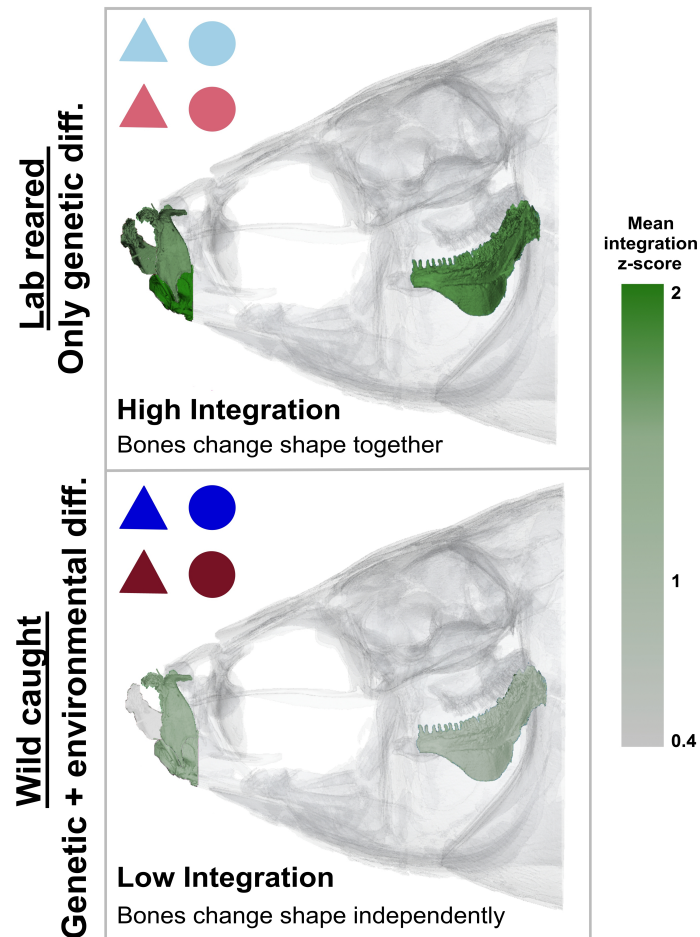 Lab reared
Only genetic diff.
High Integration
Bones change shape together
Mean
integration
z-score
2
1
0.4
Wild caught
Genetic + environmental diff.
Low Integration
Bones change shape independently